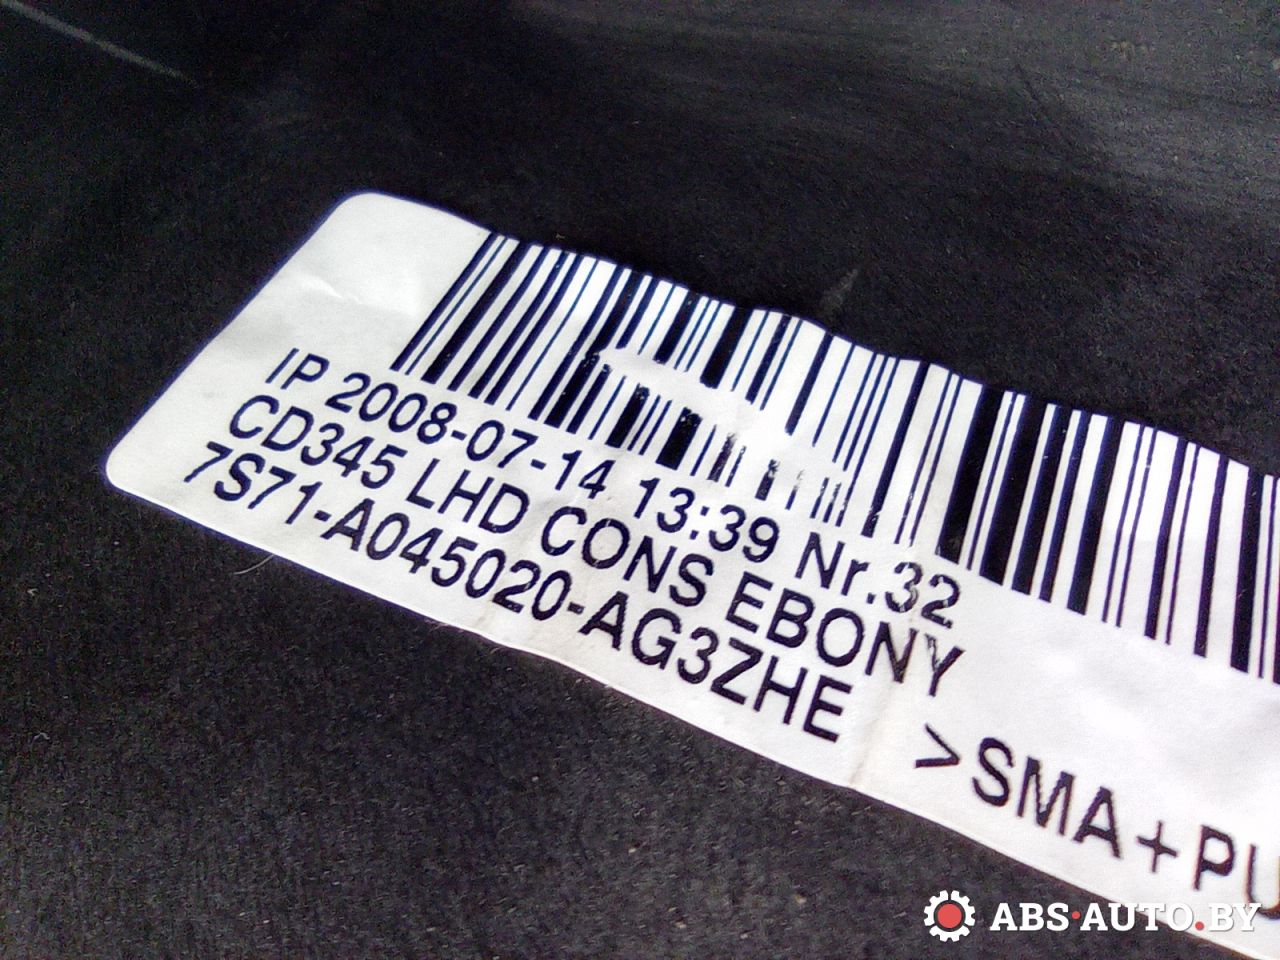 IP 2008-07-14 13:39 Nr.32
CD345 LHD CONS EBONY
7S71-A045020-AG3ZHE
>SMA+PU
ABS·AUTO.BY